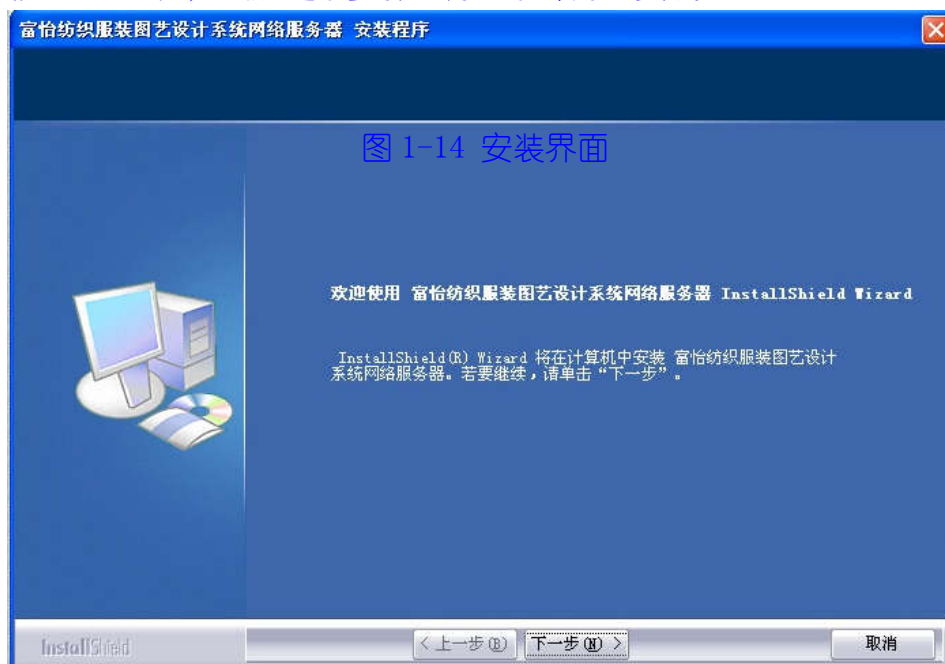 富怡纺织服装图艺设计系统网络服务器 安装程序
图 1-14 安装界面
欢迎使用 富怡纺织服装图艺设计系统网络服务器 InstallShield Wizard
InstallShield(R) Wizard 将在计算机中安装 富怡纺织服装图艺设计
系统网络服务器。若要继续，请单击“下一步”。
InstallShield
< 上一步(B) 下一步(N) > 取消